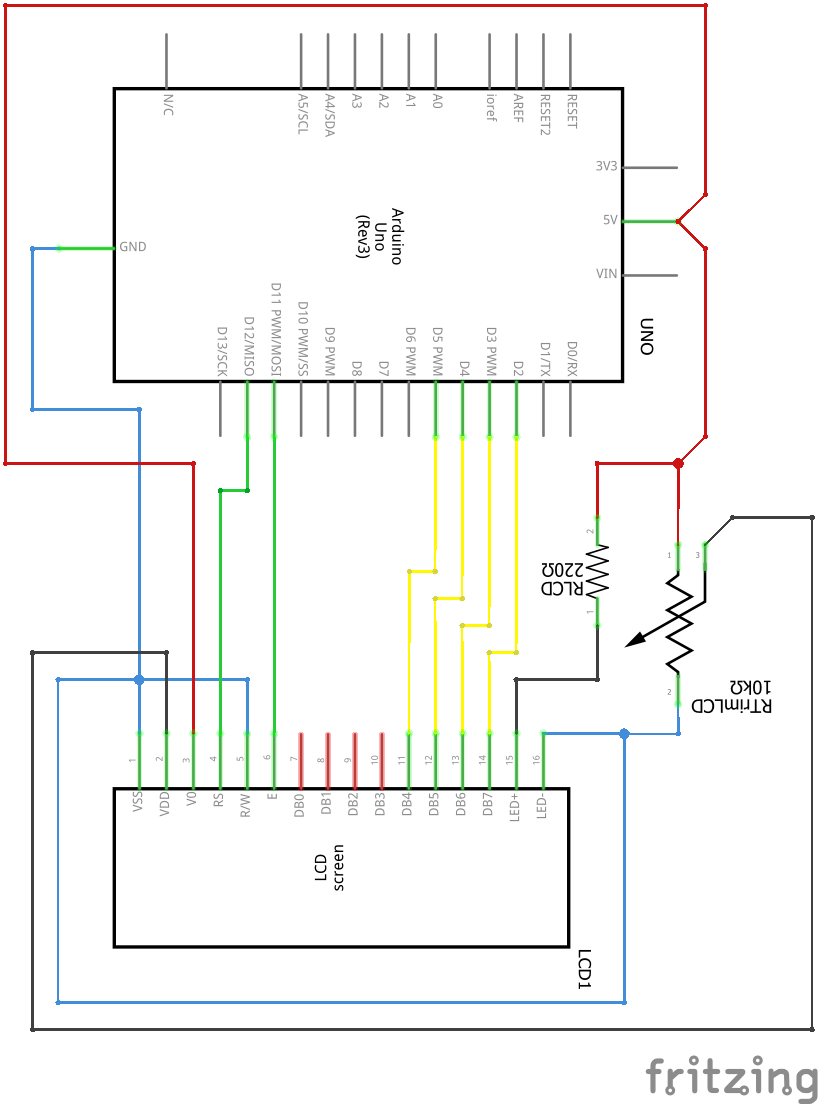 N/C
A5/SCL
A4/SDA
A3
A2
A1
A0
ioref
AREF
RESET2
RESET
3V3
5V
VIN
GND
Arduino
Uno
(Rev3)
UNO
D13/SCK
D12/MISO
D11 PWM/MOSI
D10 PWM/SS
D9 PWM
D8
D7
D6 PWM
D5 PWM
D4
D3 PWM
D2
D1/TX
D0/RX
2
RLCD
220Ω
1
1
3
2
RTrimLCD
10kΩ
1
2
3
4
5
6
7
8
9
10
11
12
13
14
15
16
VSS
VDD
V0
RS
R/W
E
DB0
DB1
DB2
DB3
DB4
DB5
DB6
DB7
LED+
LED-
LCD
screen
LCD1
fritzing